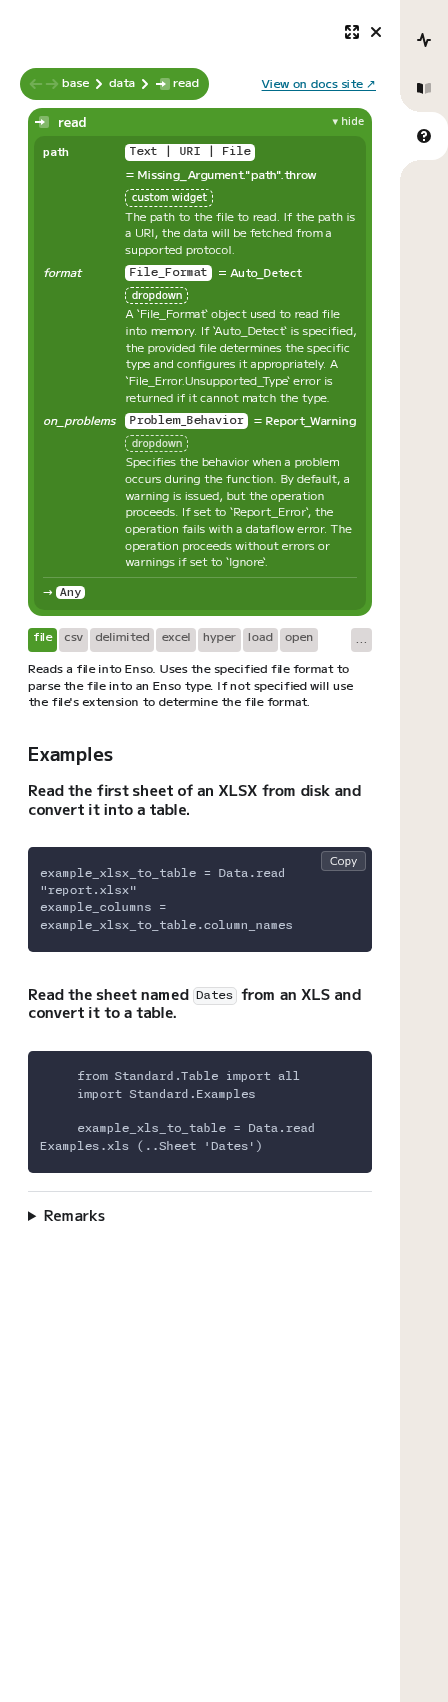 base data read View on docs site ↗
read ▾ hide
path Text | URI | File
= Missing_Argument."path".throw
custom widget
The path to the file to read. If the path is
a URI, the data will be fetched from a
supported protocol.
format File_Format = Auto_Detect
dropdown
A `File_Format` object used to read file
into memory. If `Auto_Detect` is specified,
the provided file determines the specific
type and configures it appropriately. A
`File_Error.Unsupported_Type` error is
returned if it cannot match the type.
on_problems Problem_Behavior = Report_Warning
dropdown
Specifies the behavior when a problem
occurs during the function. By default, a
warning is issued, but the operation
proceeds. If set to `Report_Error`, the
operation fails with a dataflow error. The
operation proceeds without errors or
warnings if set to `Ignore`.
→ Any
file csv delimited excel hyper load open ...
Reads a file into Enso. Uses the specified file format to
parse the file into an Enso type. If not specified will use
the file's extension to determine the file format.
Examples
Read the first sheet of an XLSX from disk and
convert it into a table.
Copy
example_xlsx_to_table = Data.read
"report.xlsx"
example_columns =
example_xlsx_to_table.column_names
Read the sheet named Dates from an XLS and
convert it to a table.
from Standard.Table import all
import Standard.Examples
example_xls_to_table = Data.read
Examples.xls (..Sheet 'Dates')
▶ Remarks